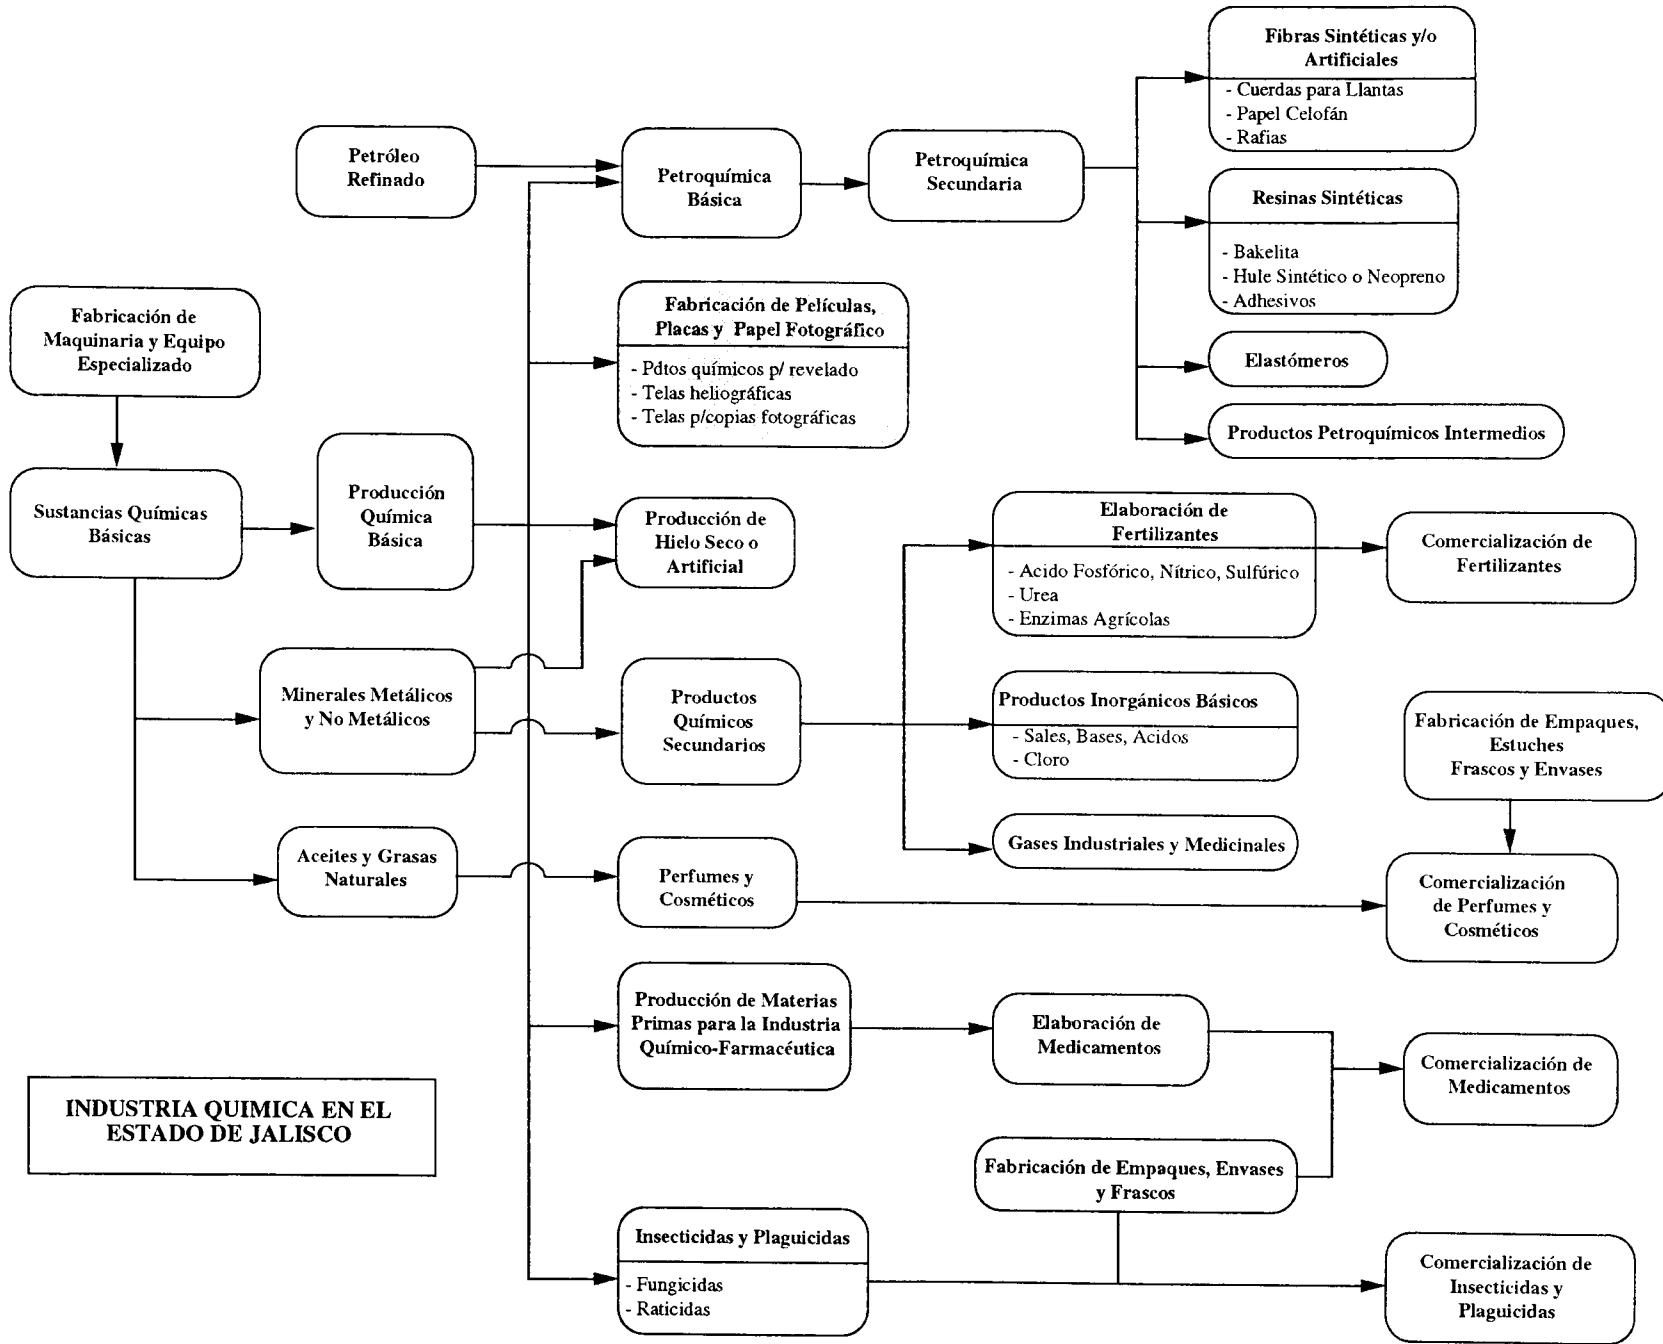 Fibras Sintéticas y/o
Artificiales
- Cuerdas para Llantas
- Papel Celofán
- Rafias
Petróleo
Refinado
Petroquímica
Básica
Petroquímica
Secundaria
Resinas Sintéticas
- Bakelita
- Hule Sintético o Neopreno
- Adhesivos
Elastómeros
Productos Petroquímicos Intermedios
Fabricación de
Maquinaria y Equipo
Especializado
Fabricación de Películas,
Placas y Papel Fotográfico
- Pdtos químicos p/ revelado
- Telas heliográficas
- Telas p/copias fotográficas
Sustancias Químicas
Básicas
Producción
Química
Básica
Producción de
Hielo Seco o
Artificial
Elaboración de
Fertilizantes
- Acido Fosfórico, Nítrico, Sulfúrico
- Urea
- Enzimas Agrícolas
Comercialización de
Fertilizantes
Minerales Metálicos
y No Metálicos
Productos
Químicos
Secundarios
Productos Inorgánicos Básicos
- Sales, Bases, Acidos
- Cloro
Fabricación de Empaques,
Estuches
Frascos y Envases
Gases Industriales y Medicinales
Aceites y Grasas
Naturales
Perfumes y
Cosméticos
Comercialización
de Perfumes y
Cosméticos
Producción de Materias
Primas para la Industria
Químico-Farmacéutica
Elaboración de
Medicamentos
Comercialización de
Medicamentos
INDUSTRIA QUIMICA EN EL
ESTADO DE JALISCO
Fabricación de Empaques, Envases
y Frascos
Insecticidas y Plaguicidas
- Fungicidas
- Raticidas
Comercialización de
Insecticidas y
Plaguicidas